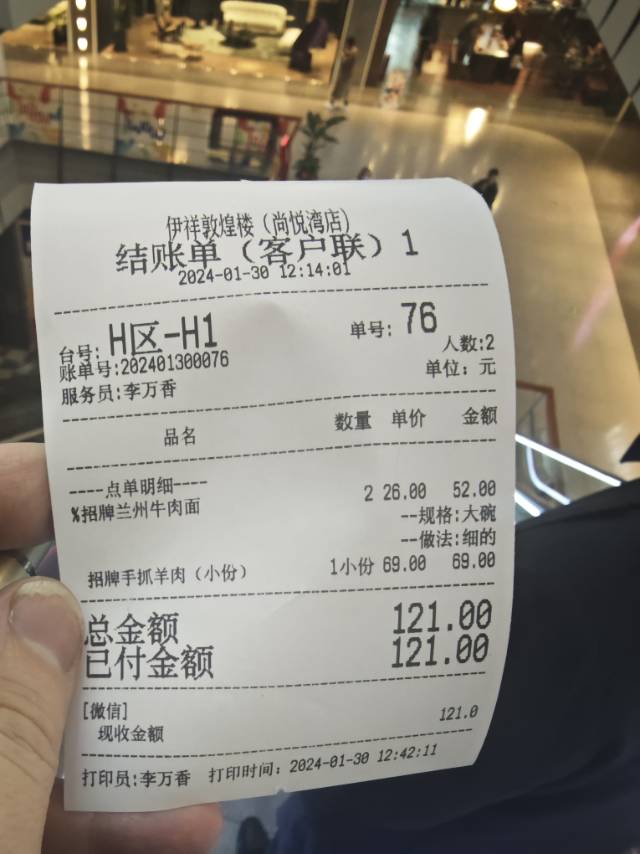 伊祥敦煌楼（尚悦湾店）
结账单（客户联）1
2024-01-30 12:14:01
台号: H区-H1 单号: 76
账单号:202401300076 人数:2
服务员:李万香 单位: 元
品名 数量 单价 金额
----点单明细----
%招牌兰州牛肉面 2 26.00 52.00
--规格:大碗
--做法:细的
招牌手抓羊肉（小份） 1小份 69.00 69.00
总金额 121.00
已付金额 121.00
[微信]
现收金额 121.0
打印员:李万香 打印时间: 2024-01-30 12:42:11